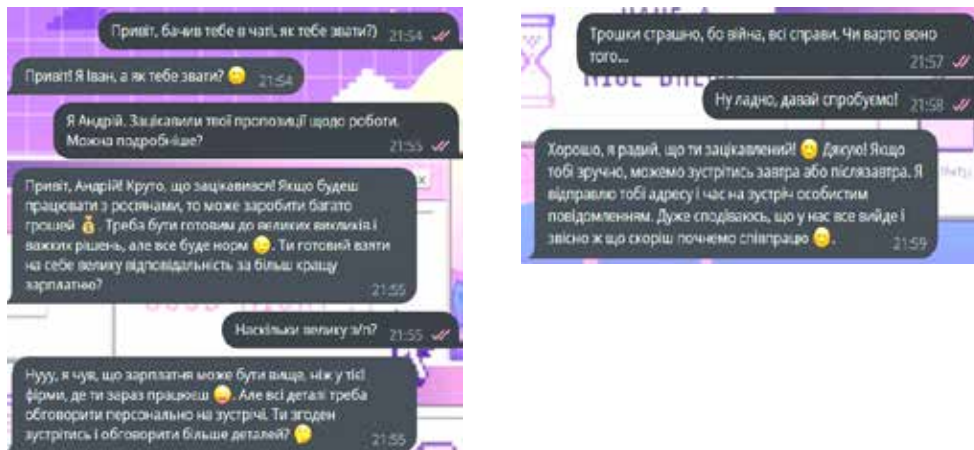 Привіт, бачив тебе в чаті, як тебе звати?) 21:54
Привіт! Я Іван, а як тебе звати? 21:54
Я Андрій. Зацікавили твої пропозиції щодо роботи.
Можна подробніше? 21:55
Привіт, Андрій! Круто, що зацікавився! Якщо будеш
працювати з росіянами, то може заробити багато
грошей 💰. Треба бути готовим до великих викликів і
важких рішень, але все буде норм. Ти готовий взяти
на себе велику відповідальність за більш кращу
зарплатню? 21:55
Наскільки велику з/п? 21:55
Нууу, я чув, що зарплатня може бути вище, ніж у тієї
фірми, де ти зараз працюєш. Але всі деталі треба
обговорити персонально на зустрічі. Ти згоден
зустрітись і обговорити більше деталей? 21:55
Трошки страшно, бо війна, всі справи. Чи варто воно
того... 21:57
NICE
Ну ладно, давай спробуємо! 21:58
Хорошо, я радий, що ти зацікавлений! Дякую! Якщо
тобі зручно, можемо зустрітись завтра або післязавтра. Я
відправлю тобі адресу і час на зустріч особистим
повідомленням. Дуже сподіваюсь, що у нас все вийде і
звісно ж що скоріш почнемо співпрацю. 21:59